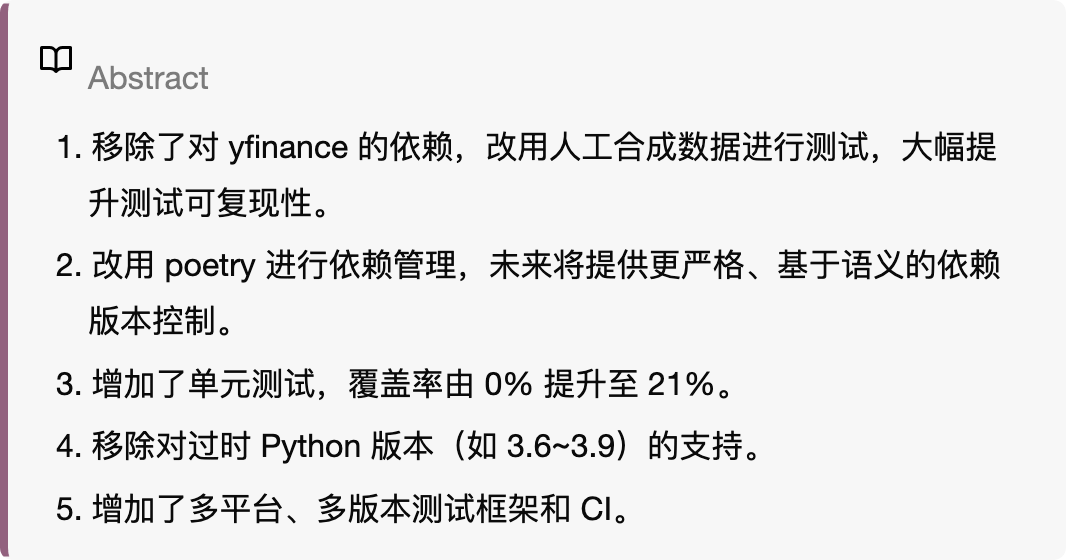 Abstract
1. 移除了对 yfinance 的依赖，改用人工合成数据进行测试，大幅提
升测试可复现性。
2. 改用 poetry 进行依赖管理，未来将提供更严格、基于语义的依赖
版本控制。
3. 增加了单元测试，覆盖率由 0% 提升至 21%。
4. 移除对过时 Python 版本（如 3.6~3.9）的支持。
5. 增加了多平台、多版本测试框架和 CI。